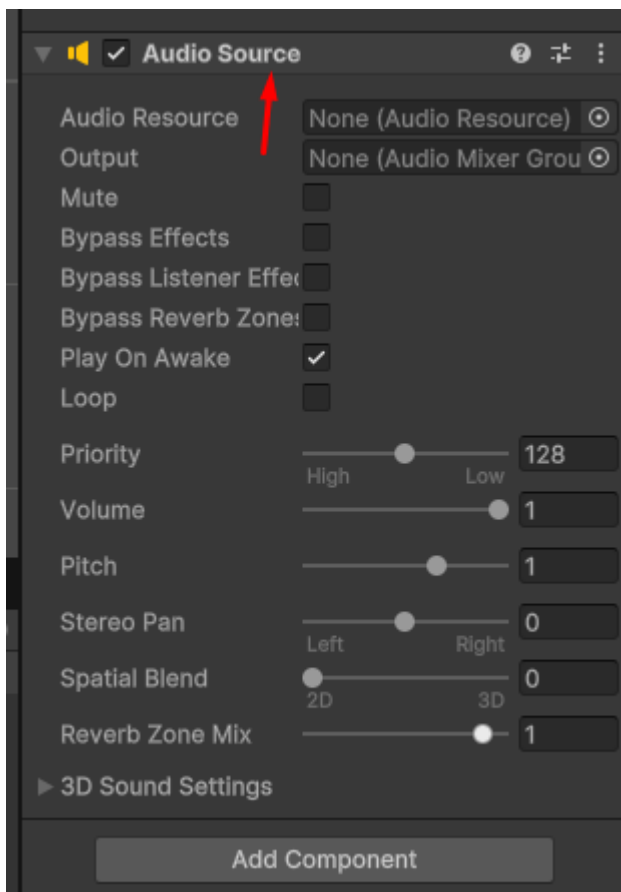 Audio Source
Audio Resource None (Audio Resource)
Output None (Audio Mixer Grou
Mute
Bypass Effects
Bypass Listener Effec
Bypass Reverb Zones
Play On Awake
Loop
Priority 128
High Low
Volume 1
Pitch 1
Stereo Pan 0
Left Right
Spatial Blend 0
2D 3D
Reverb Zone Mix 1
3D Sound Settings
Add Component